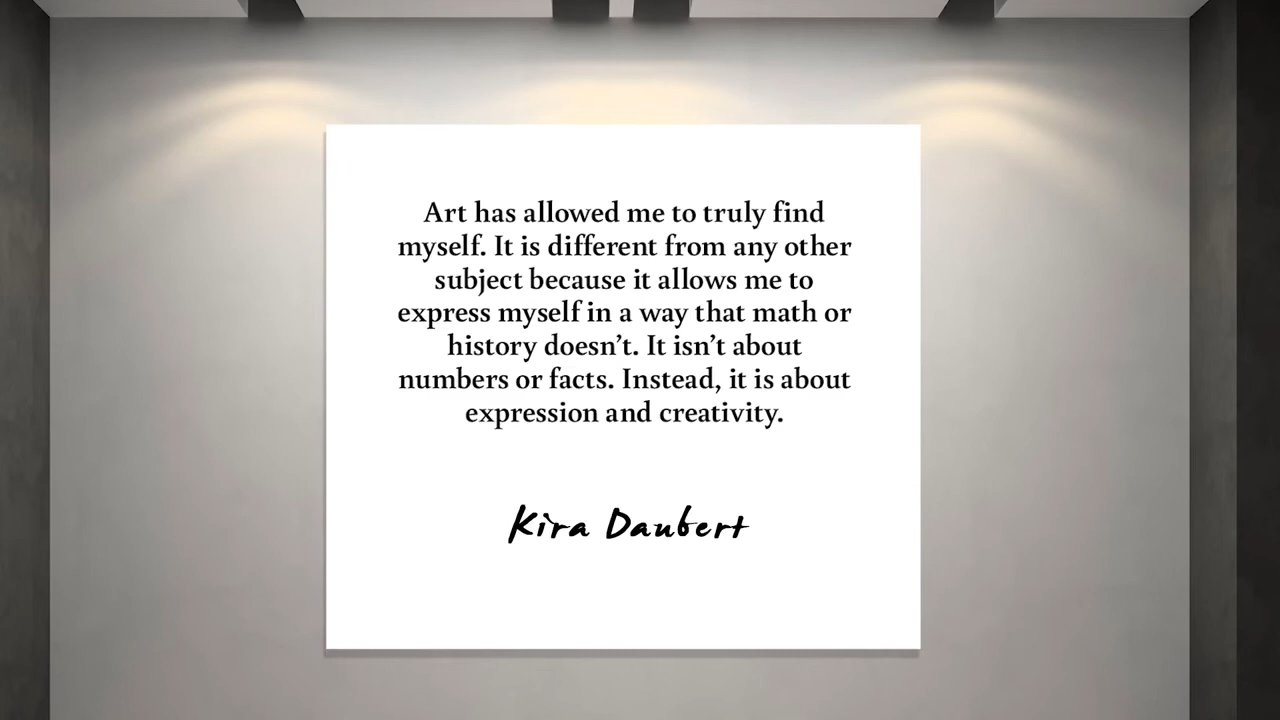 Art has allowed me to truly find
myself. It is different from any other
subject because it allows me to
express myself in a way that math or
history doesn’t. It isn’t about
numbers or facts. Instead, it is about
expression and creativity.
Kira Daubert